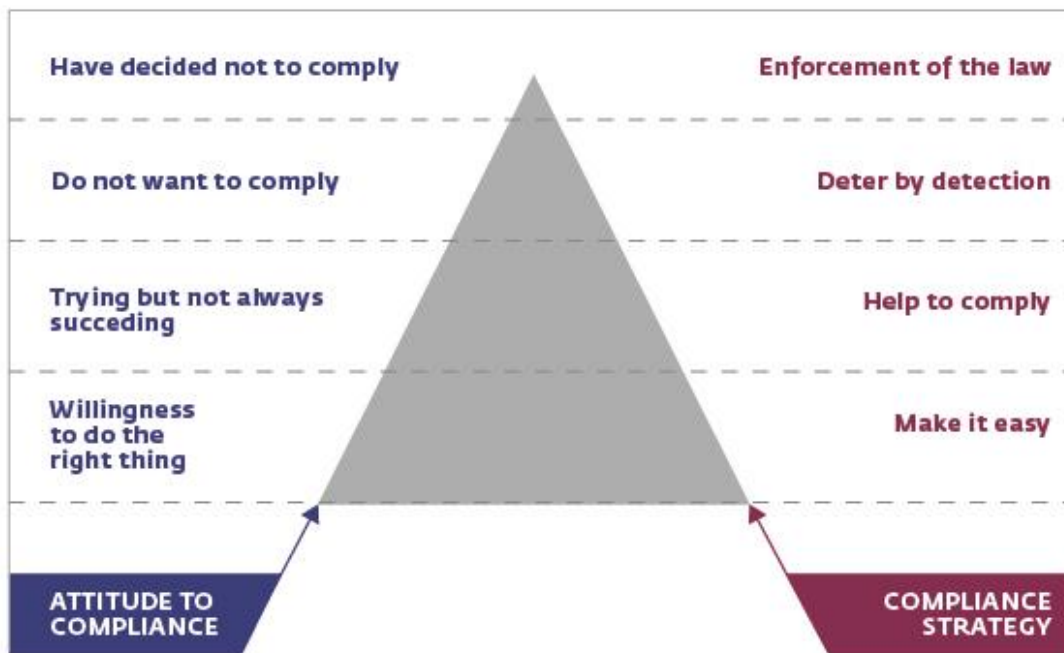 Have decided not to comply
Enforcement of the law
Do not want to comply
Deter by detection
Trying but not always
succeding
Help to comply
Willingness
to do the
right thing
Make it easy
ATTITUDE TO
COMPLIANCE
COMPLIANCE
STRATEGY